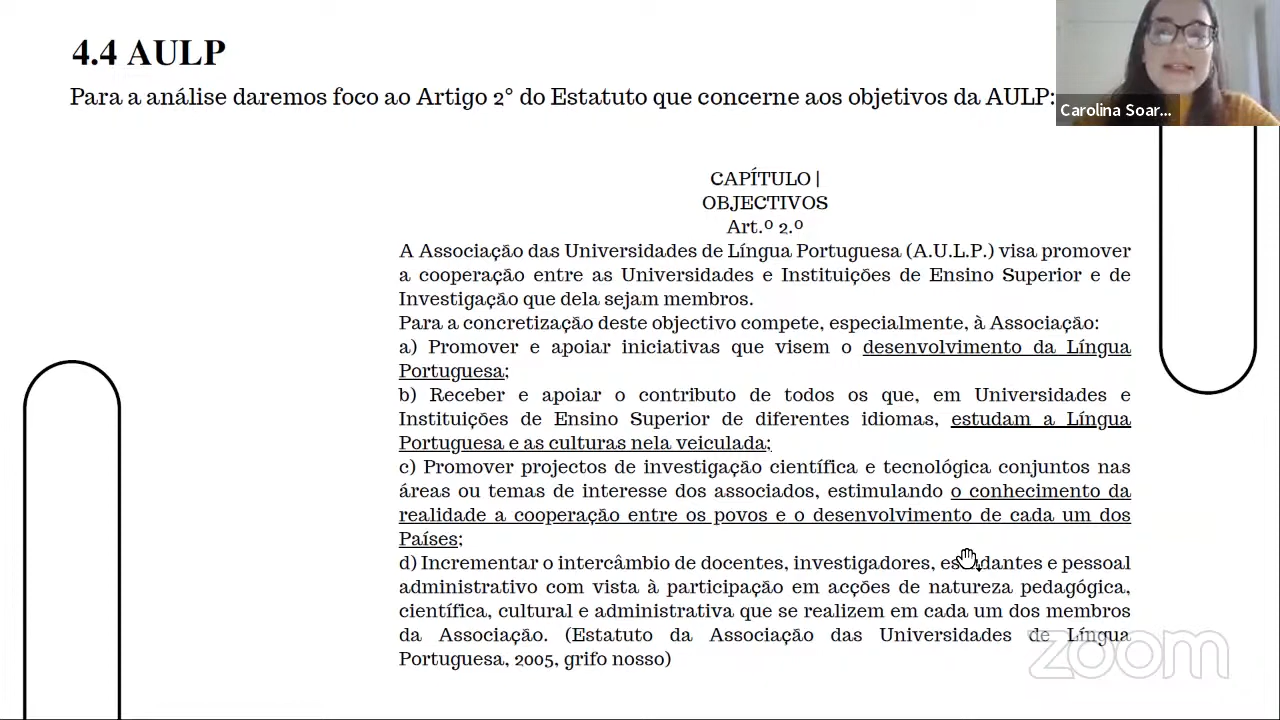 4.4 AULP
Para a análise daremos foco ao Artigo 2° do Estatuto que concerne aos objetivos da AULP:
Carolina Soar...
CAPÍTULO |
OBJECTIVOS
Art.º 2.º
A Associação das Universidades de Língua Portuguesa (A.U.L.P.) visa promover
a cooperação entre as Universidades e Instituições de Ensino Superior e de
Investigação que dela sejam membros.
Para a concretização deste objectivo compete, especialmente, à Associação:
a) Promover e apoiar iniciativas que visem o desenvolvimento da Língua
Portuguesa;
b) Receber e apoiar o contributo de todos os que, em Universidades e
Instituições de Ensino Superior de diferentes idiomas, estudam a Língua
Portuguesa e as culturas nela veiculada;
c) Promover projectos de investigação científica e tecnológica conjuntos nas
áreas ou temas de interesse dos associados, estimulando o conhecimento da
realidade a cooperação entre os povos e o desenvolvimento de cada um dos
Países;
d) Incrementar o intercâmbio de docentes, investigadores, estudantes e pessoal
administrativo com vista à participação em acções de natureza pedagógica,
científica, cultural e administrativa que se realizem em cada um dos membros
da Associação. (Estatuto da Associação das Universidades de Língua
Portuguesa, 2005, grifo nosso)
zoom